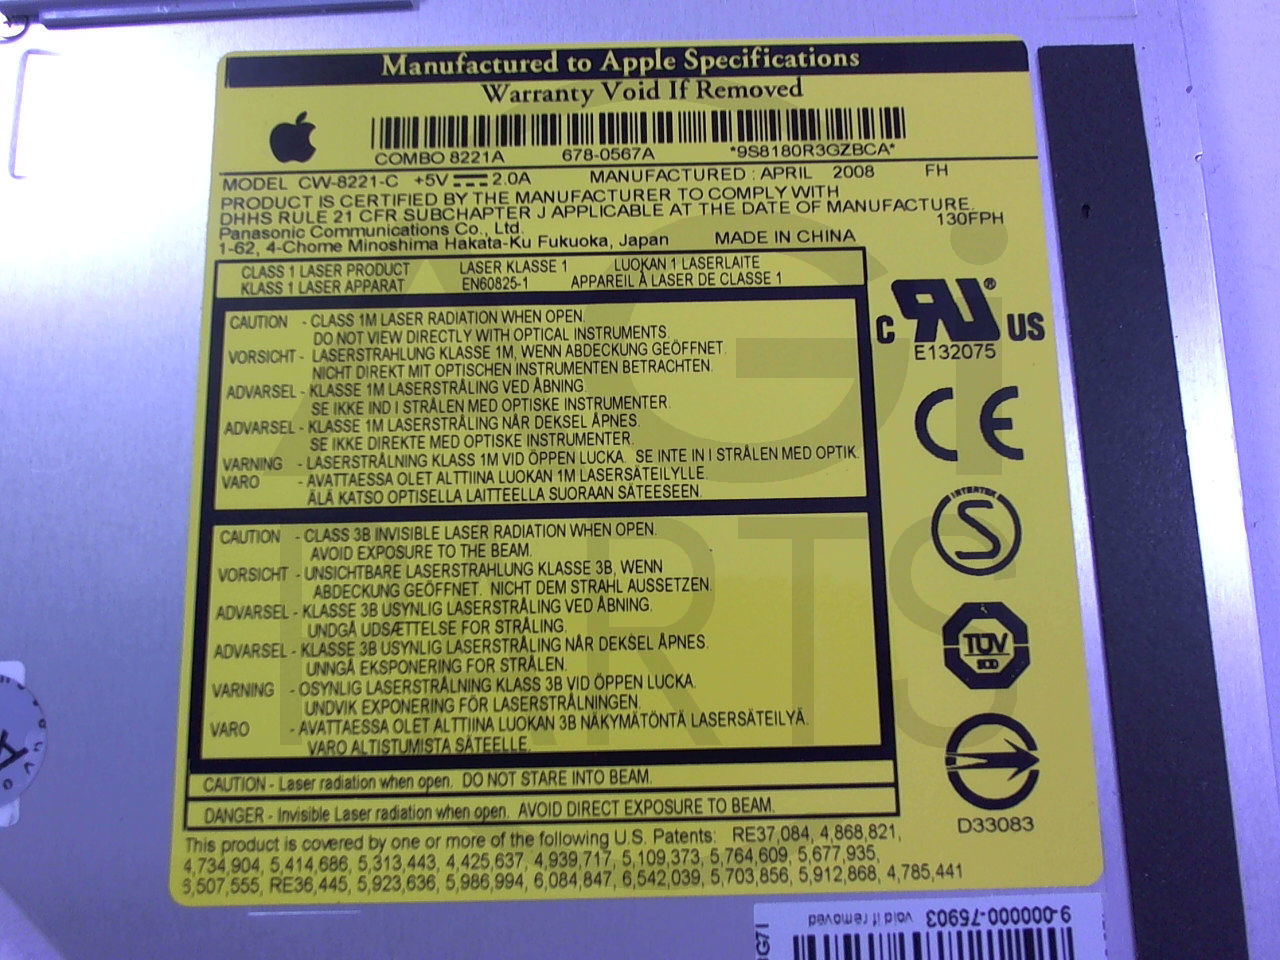 Manufactured to Apple Specifications
Warranty Void If Removed
COMBO 8221A 678-0567A *9S8180R3GZBCA*
MODEL CW-8221-C +5V 2.0A MANUFACTURED : APRIL 2008 FH
PRODUCT IS CERTIFIED BY THE MANUFACTURER TO COMPLY WITH
DHHS RULE 21 CFR SUBCHAPTER J APPLICABLE AT THE DATE OF MANUFACTURE.
Panasonic Communications Co., Ltd. 130FPH
1-62, 4-Chome Minoshima Hakata-Ku Fukuoka, Japan MADE IN CHINA
CLASS 1 LASER PRODUCT LASER KLASSE 1 LUOKAN 1 LASERLAITE
KLASS 1 LASER APPARAT EN60825-1 APPAREIL À LASER DE CLASSE 1
CAUTION - CLASS 1M LASER RADIATION WHEN OPEN.
DO NOT VIEW DIRECTLY WITH OPTICAL INSTRUMENTS.
VORSICHT - LASERSTRAHLUNG KLASSE 1M, WENN ABDECKUNG GEÖFFNET.
NICHT DIREKT MIT OPTISCHEN INSTRUMENTEN BETRACHTEN.
ADVARSEL - KLASSE 1M LASERSTRÅLING VED ÅBNING.
SE IKKE IND I STRÅLEN MED OPTISKE INSTRUMENTER.
ADVARSEL - KLASSE 1M LASERSTRÅLING NÅR DEKSEL ÅPNES.
SE IKKE DIREKTE MED OPTISKE INSTRUMENTER.
VARNING - LASERSTRÅLNING KLASS 1M VID ÖPPEN LUCKA. SE INTE IN I STRÅLEN MED OPTIK.
VARO - AVATTAESSA OLET ALTTIINA LUOKAN 1M LASERSÄTEILYLLE.
ÄLÄ KATSO OPTISELLA LAITTEELLA SUORAAN SÄTEESEEN.
C RU ® US
E132075
CE
CAUTION - CLASS 3B INVISIBLE LASER RADIATION WHEN OPEN.
AVOID EXPOSURE TO THE BEAM.
VORSICHT - UNSICHTBARE LASERSTRAHLUNG KLASSE 3B, WENN
ABDECKUNG GEÖFFNET. NICHT DEM STRAHL AUSSETZEN.
ADVARSEL - KLASSE 3B USYNLIG LASERSTRÅLING VED ÅBNING.
UNDGÅ UDSÆTTELSE FOR STRÅLING.
ADVARSEL - KLASSE 3B USYNLIG LASERSTRÅLING NÅR DEKSEL ÅPNES.
UNNGÅ EKSPONERING FOR STRÅLEN.
VARNING - OSYNLIG LASERSTRÅLNING KLASS 3B VID ÖPPEN LUCKA.
UNDVIK EXPONERING FÖR LASERSTRÅLNINGEN.
VARO - AVATTAESSA OLET ALTTIINA LUOKAN 3B NÄKYMÄTÖNTÄ LASERSÄTEILYÄ.
VARO ALTISTUMISTA SÄTEELLE.
INTERTEK
S
TÜV
D33083
CAUTION - Laser radiation when open. DO NOT STARE INTO BEAM.
DANGER - Invisible Laser radiation when open. AVOID DIRECT EXPOSURE TO BEAM.
This product is covered by one or more of the following U.S. Patents: RE37,084, 4,868,821,
4,734,904, 5,414,686, 5,313,443, 4,425,637, 4,939,717, 5,109,373, 5,764,609, 5,677,935,
5,507,555, RE36,445, 5,923,636, 5,986,994, 6,084,847, 6,542,039, 5,703,856, 5,912,868, 4,785,441
9-000000-75903
void if removed
AGi
PARTS